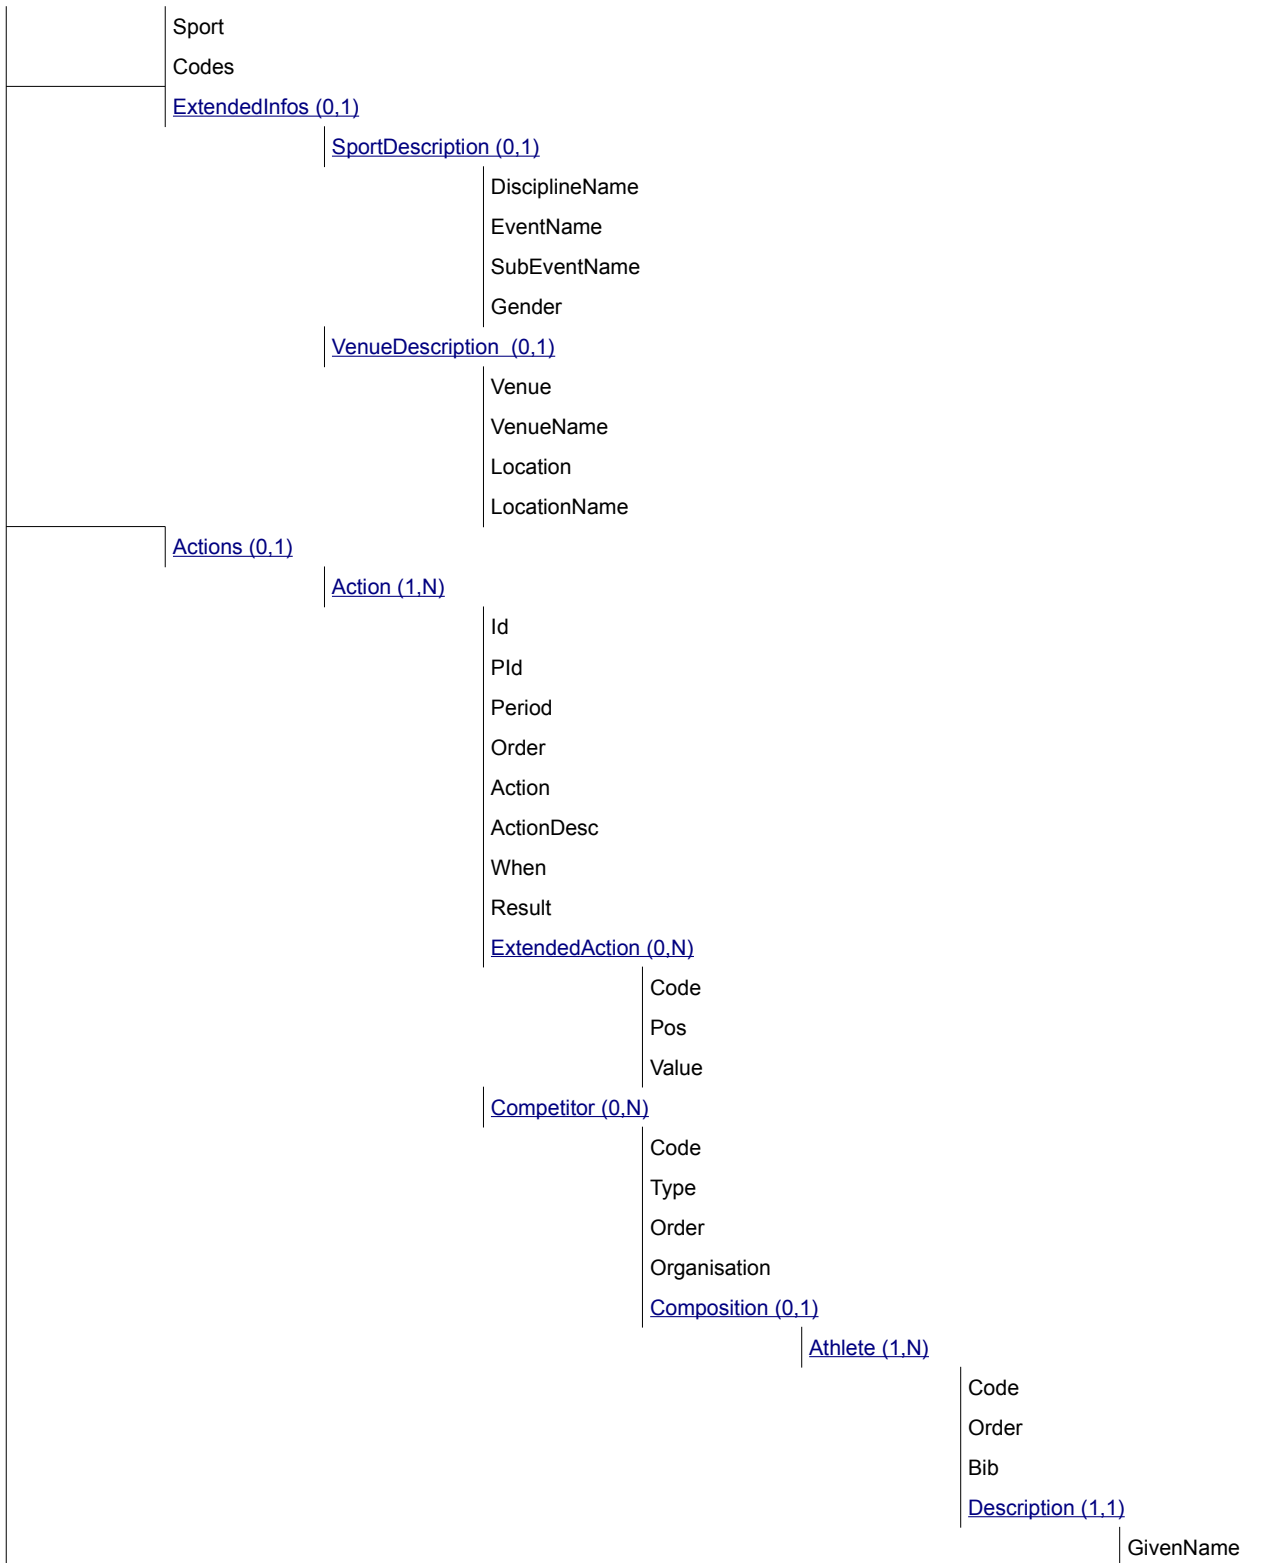 Sport
Codes
ExtendedInfos (0,1)
SportDescription (0,1)
DisciplineName
EventName
SubEventName
Gender
VenueDescription  (0,1)
Venue
VenueName
Location
LocationName
Actions (0,1)
Action (1,N)
Id
PId
Period
Order
Action
ActionDesc
When
Result
ExtendedAction (0,N)
Code
Pos
Value
Competitor (0,N)
Code
Type
Order
Organisation
Composition (0,1)
Athlete (1,N)
Code
Order
Bib
Description (1,1)
GivenName